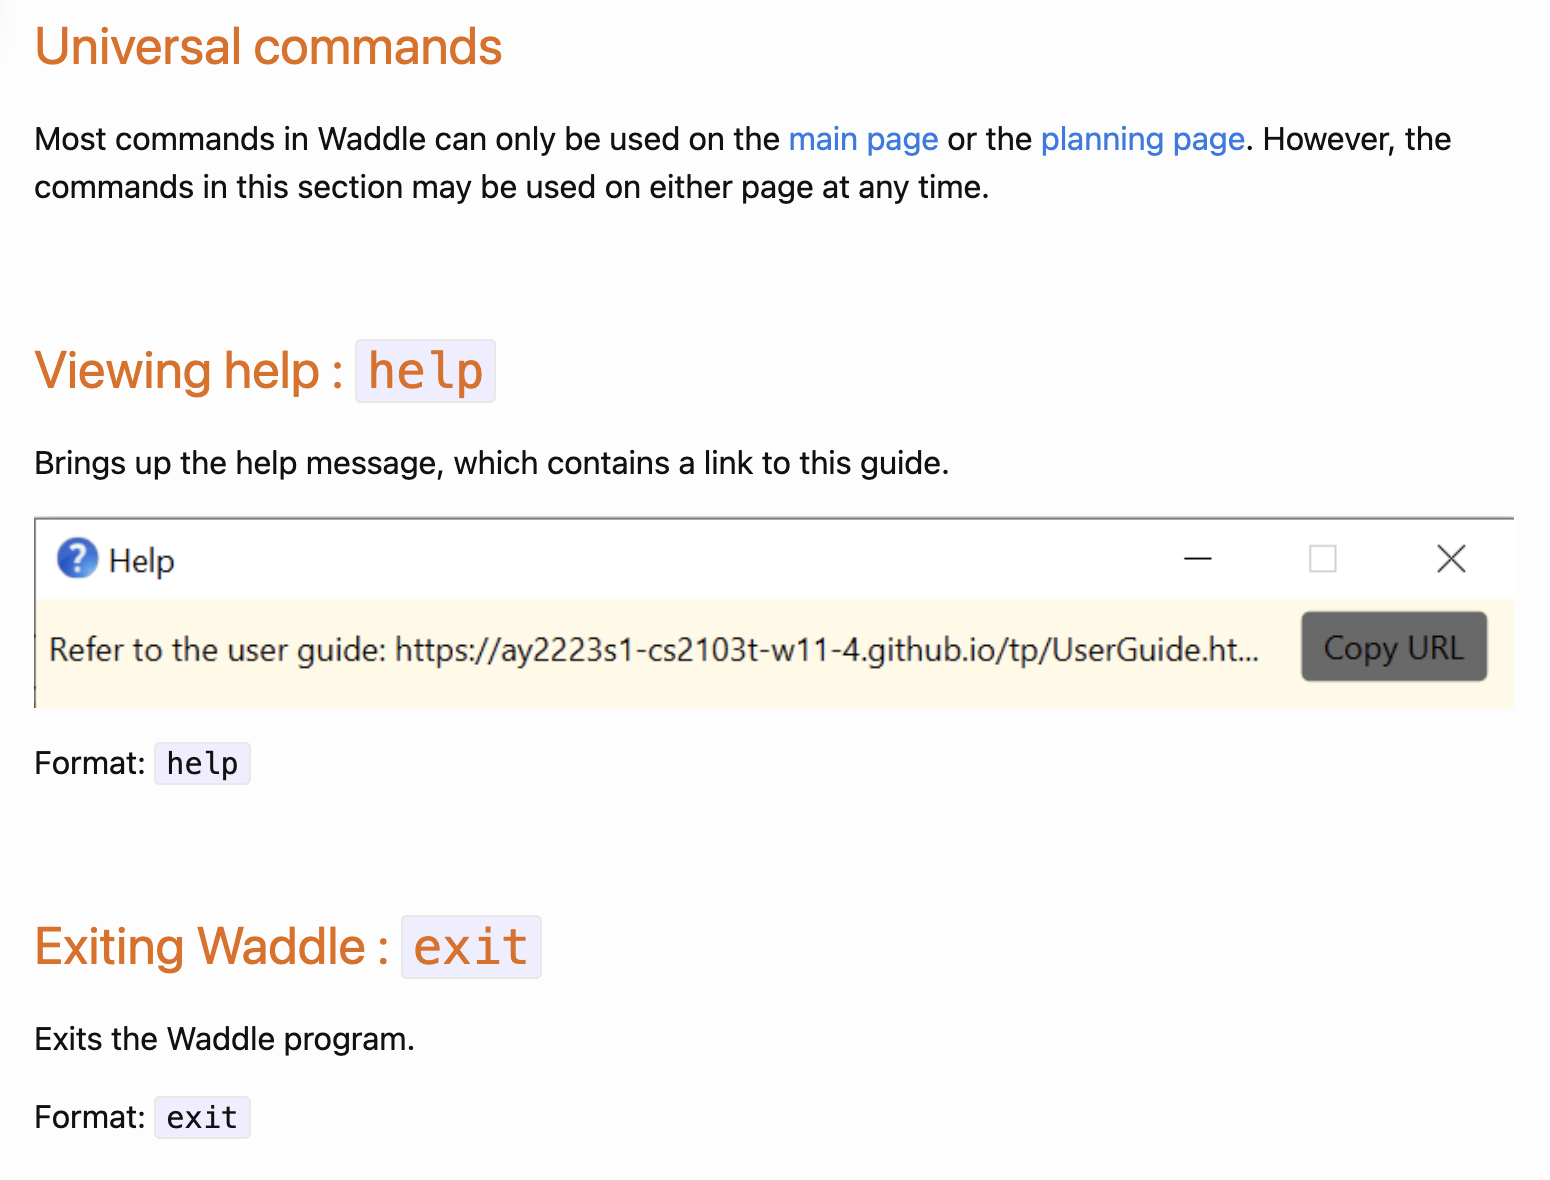 Universal commands
Most commands in Waddle can only be used on the main page or the planning page. However, the
commands in this section may be used on either page at any time.
Viewing help : help
Brings up the help message, which contains a link to this guide.
? Help
Refer to the user guide: https://ay2223s1-cs2103t-w11-4.github.io/tp/UserGuide.ht... Copy URL
Format: help
Exiting Waddle : exit
Exits the Waddle program.
Format: exit